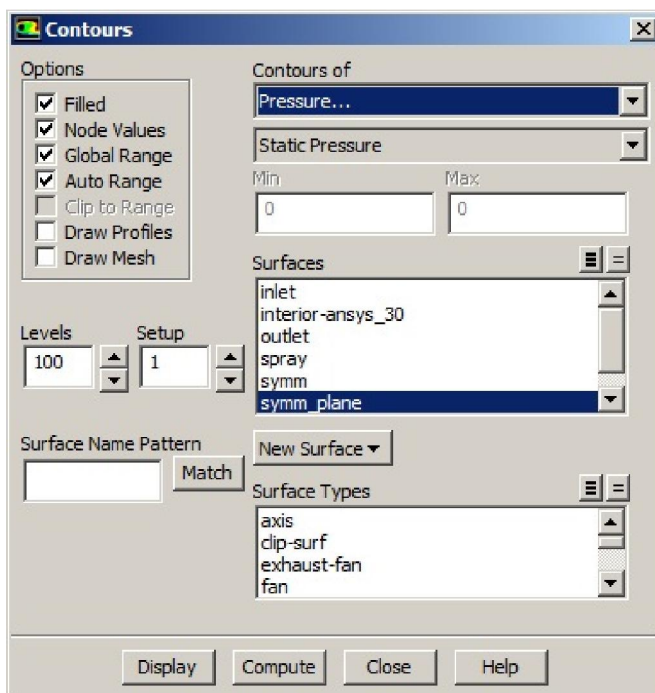 Contours
Options
Filled
Node Values
Global Range
Auto Range
Clip to Range
Draw Profiles
Draw Mesh
Levels
100
Setup
1
Surface Name Pattern
Match
Contours of
Pressure...
Static Pressure
Min
Max
0
0
Surfaces
inlet
interior-ansys_30
outlet
spray
symm
symm_plane
New Surface
Surface Types
axis
clip-surf
exhaust-fan
fan
Display
Compute
Close
Help